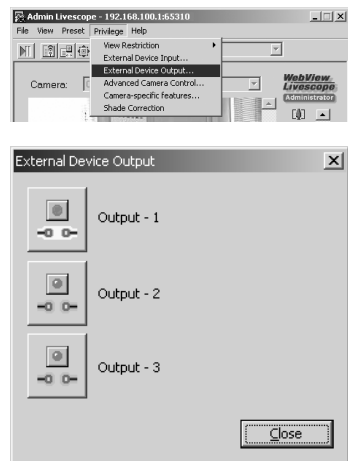 Admin Livescope - 192.168.100.1:65310
File View Preset Privilege Help
View Restriction
External Device Input...
External Device Output...
Advanced Camera Control...
Camera-specific features...
Shade Correction
Camera:
WebView
Livescope
Administrator
External Device Output
Output - 1
Output - 2
Output - 3
Close